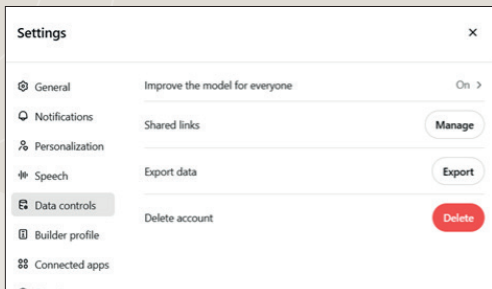 Settings
General
Notifications
Personalization
Speech
Data controls
Builder profile
Connected apps
Improve the model for everyone On
Shared links Manage
Export data Export
Delete account Delete